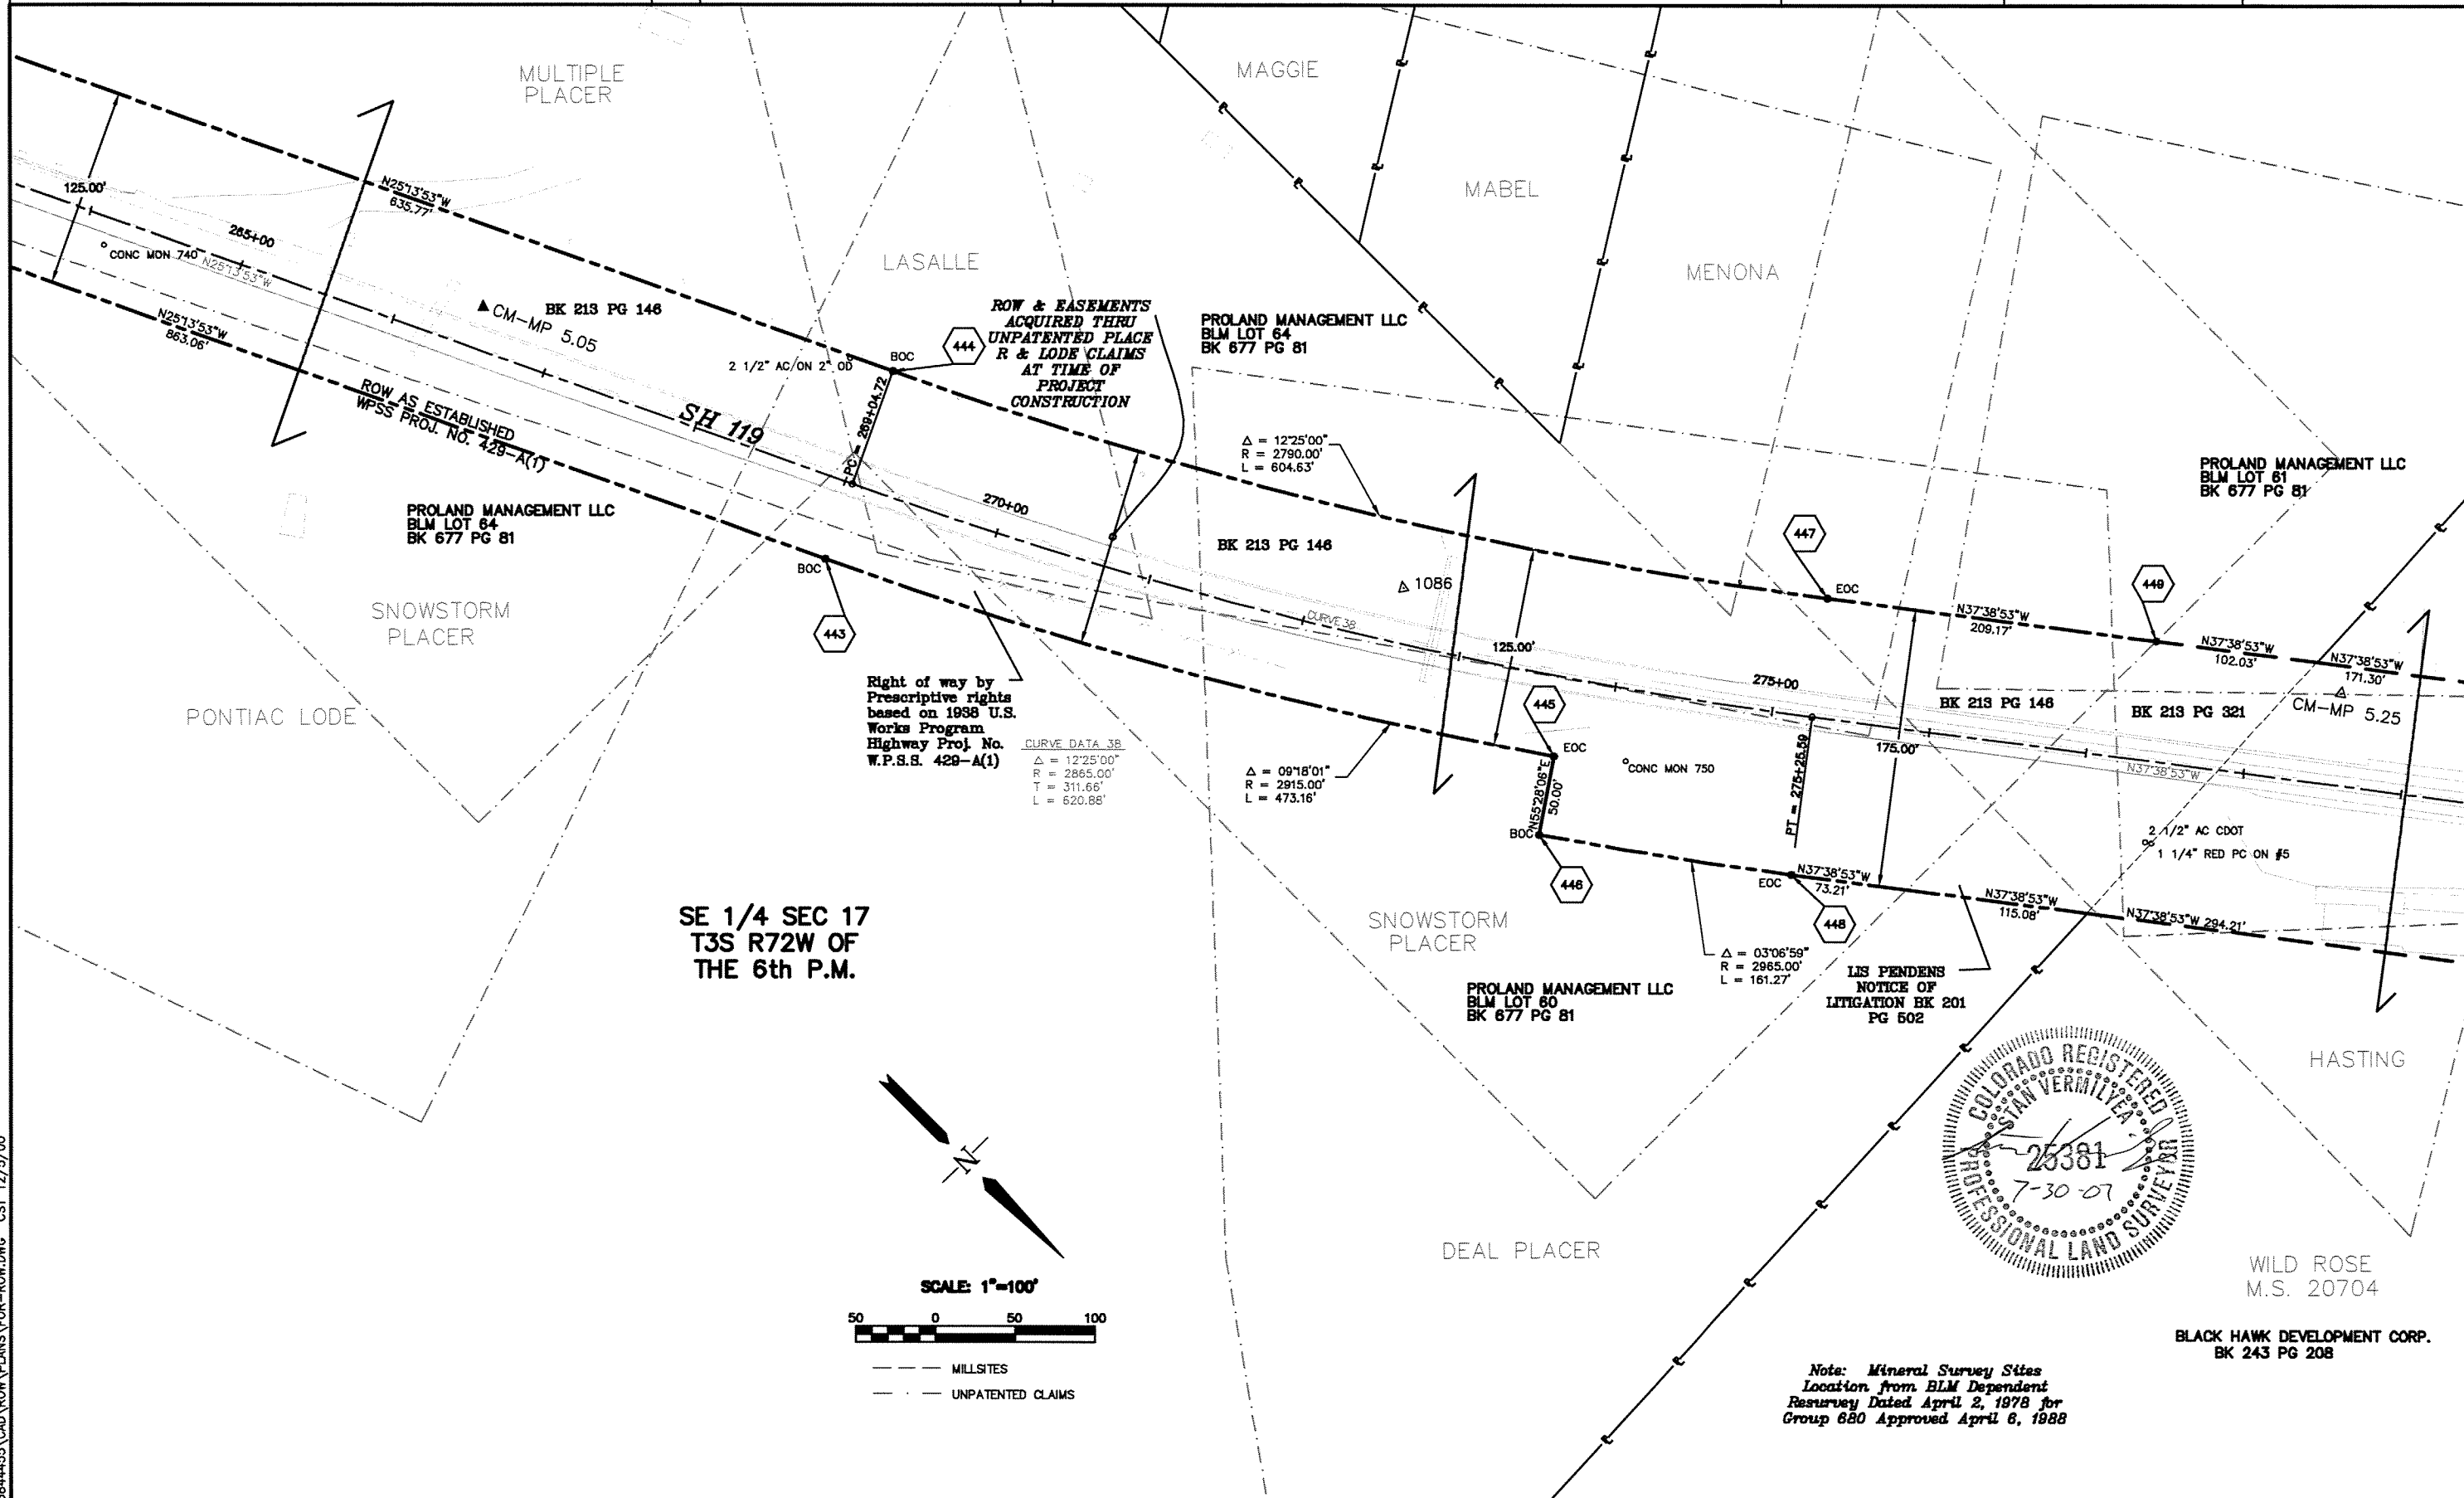 MULTIPLE
PLACER
MAGGIE
MABEL
MENONA
LASALLE
125.00'
N25°13'53"W
635.77'
265+00
CONC MON 740
N25°13'53"W
N25°13'53"W
863.06'
CM-MP 5.05
BK 213 PG 146
ROW AS ESTABLISHED
WPSS PROJ. NO. 429-A(1)
SH 119
2 1/2" AC/ON 2" OD
BOC
444
PC = 269+04.72
ROW & EASEMENTS
ACQUIRED THRU
UNPATENTED PLACE
R & LODE CLAIMS
AT TIME OF
PROJECT
CONSTRUCTION
PROLAND MANAGEMENT LLC
BLM LOT 64
BK 677 PG 81
Δ = 12°25'00"
R = 2790.00'
L = 604.63'
PROLAND MANAGEMENT LLC
BLM LOT 61
BK 677 PG 81
PROLAND MANAGEMENT LLC
BLM LOT 64
BK 677 PG 81
270+00
BK 213 PG 146
1086
447
EOC
449
BOC
443
SNOWSTORM
PLACER
CURVE 38
125.00'
N37°38'53"W
209.17'
N37°38'53"W
102.03'
N37°38'53"W
171.30'
PONTIAC LODE
Right of way by
Prescriptive rights
based on 1938 U.S.
Works Program
Highway Proj. No.
W.P.S.S. 429-A(1)
CURVE DATA 38
Δ = 12°25'00"
R = 2865.00'
T = 311.66'
L = 620.88'
Δ = 09°18'01"
R = 2915.00'
L = 473.16'
445
EOC
275+00
BK 213 PG 146
BK 213 PG 321
CM-MP 5.25
CONC MON 750
175.00'
N37°38'53"W
N55°28'06"E
50.00'
PT = 275+25.59
BOC
446
2 1/2" AC CDOT
1 1/4" RED PC ON #5
EOC
N37°38'53"W
73.21'
448
N37°38'53"W
115.08'
N37°38'53"W 294.21'
SE 1/4 SEC 17
T3S R72W OF
THE 6th P.M.
SNOWSTORM
PLACER
Δ = 03°06'59"
R = 2965.00'
L = 161.27'
LIS PENDENS
NOTICE OF
LITIGATION BK 201
PG 502
PROLAND MANAGEMENT LLC
BLM LOT 60
BK 677 PG 81
HASTING
COLORADO REGISTERED
STAN VERMILYEA
25381
7-30-07
PROFESSIONAL LAND SURVEYOR
N
DEAL PLACER
WILD ROSE
M.S. 20704
SCALE: 1"=100'
50 0 50 100
MILLSITES
UNPATENTED CLAIMS
BLACK HAWK DEVELOPMENT CORP.
BK 243 PG 208
Note: Mineral Survey Sites
Location from BLM Dependent
Resurvey Dated April 2, 1978 for
Group 680 Approved April 6, 1988